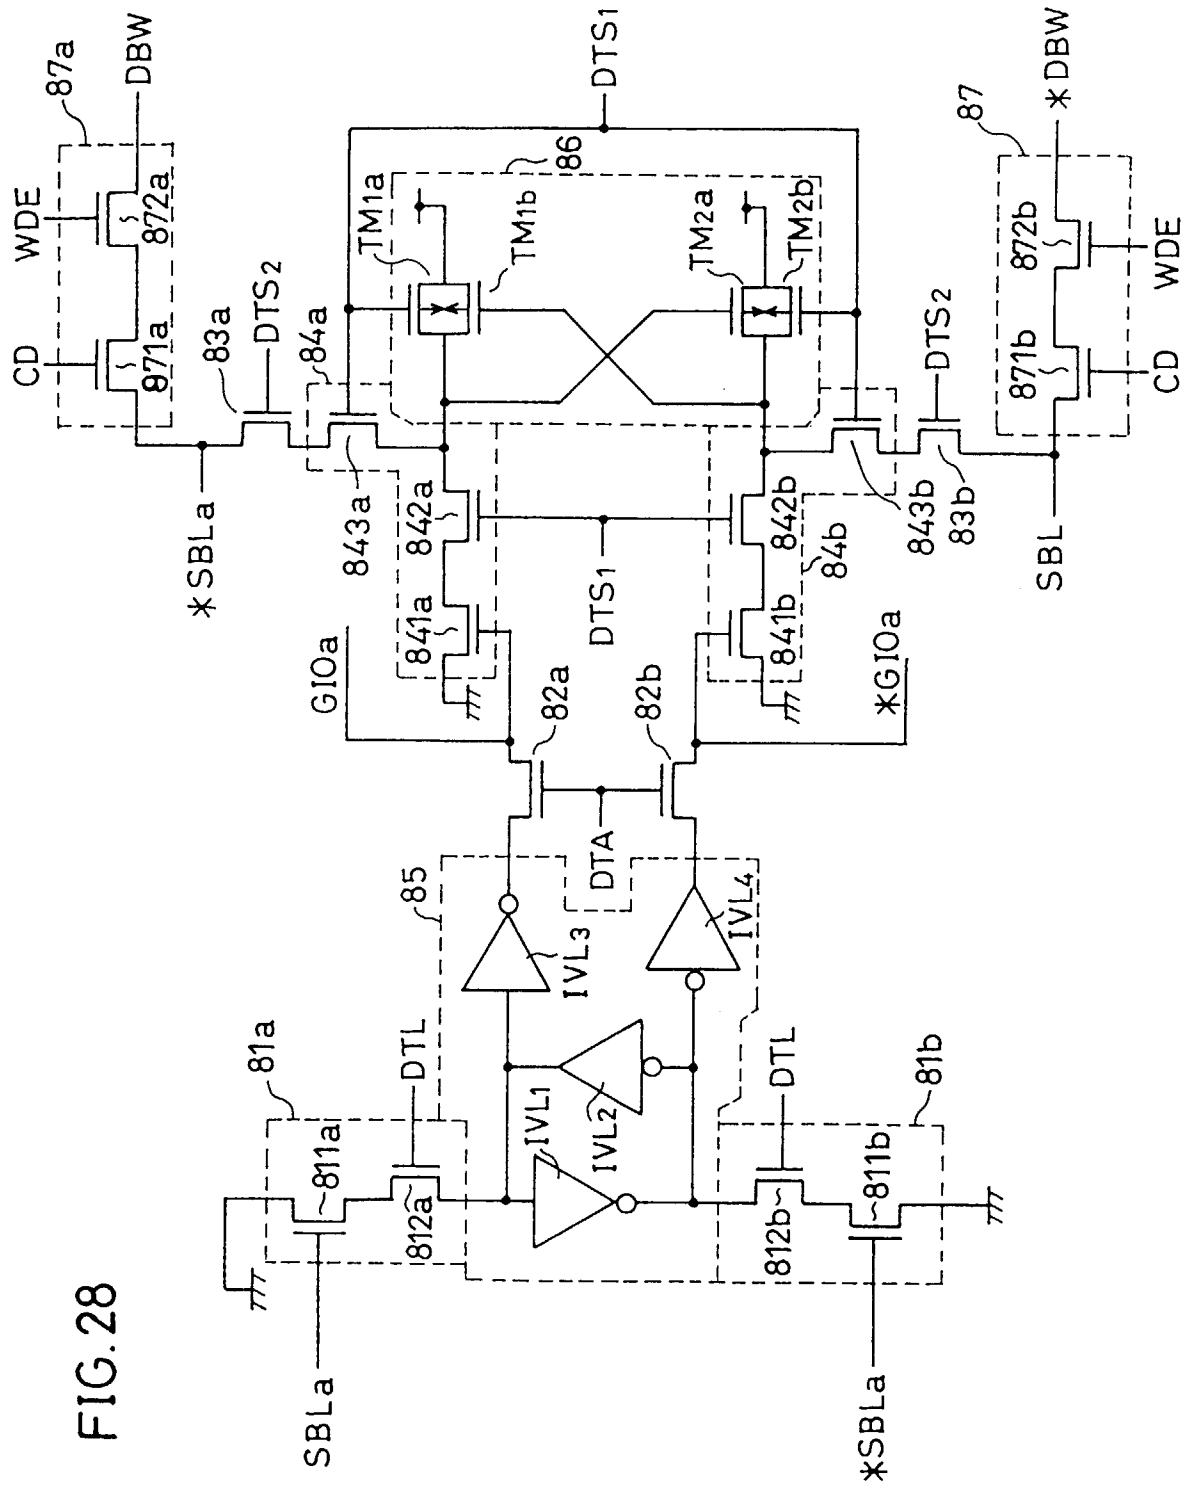 FIG.28
SBLa
811a
81a
DTL
812a
IVL1
IVL2
85
IVL3
IVL4
DTL
81b
812b
811b
*SBLa
DTA
82a
82b
GIOa
*GIOa
841a
842a
843a
84a
*SBLa
83a
DTS2
CD
WDE
871a
872a
87a
DBW
DTS1
841b
842b
84b
843b
83b
DTS2
SBL
TM1a
TM1b
TM2a
TM2b
86
DTS1
871b
872b
87
*DBW
CD
WDE